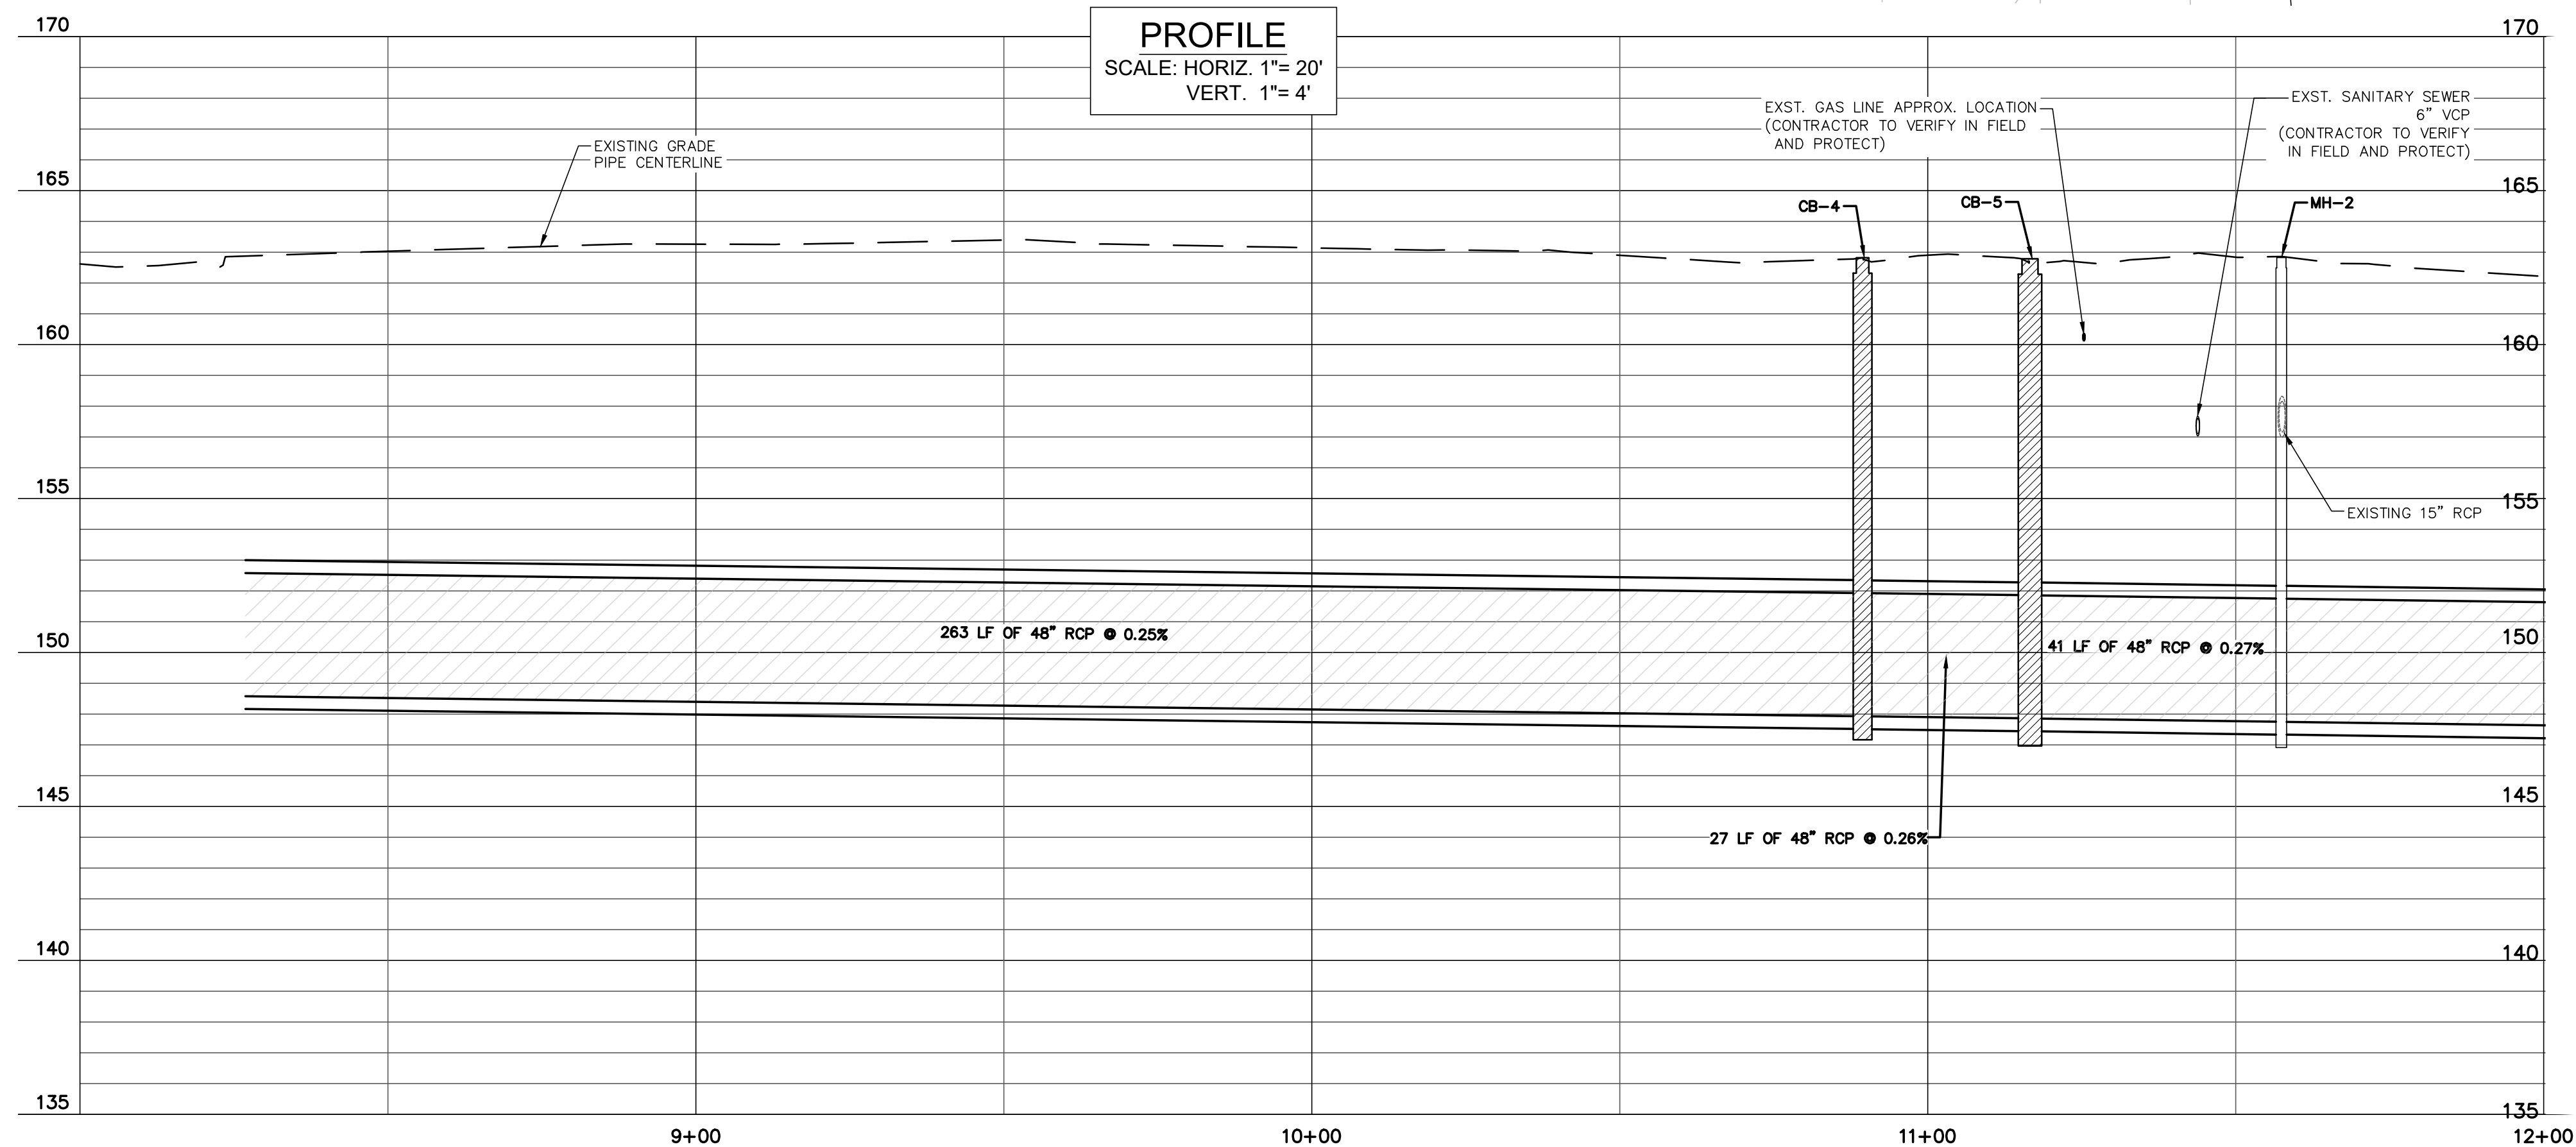 PROFILE
SCALE: HORIZ. 1"= 20'
VERT. 1"= 4'
170
170
EXST. SANITARY SEWER
6" VCP
(CONTRACTOR TO VERIFY
IN FIELD AND PROTECT)
EXST. GAS LINE APPROX. LOCATION
(CONTRACTOR TO VERIFY IN FIELD
AND PROTECT)
EXISTING GRADE
PIPE CENTERLINE
165
165
CB-4
CB-5
MH-2
160
160
155
155
EXISTING 15" RCP
150
263 LF OF 48" RCP @ 0.25%
41 LF OF 48" RCP @ 0.27%
150
145
145
27 LF OF 48" RCP @ 0.26%
140
140
135
135
9+00
10+00
11+00
12+00